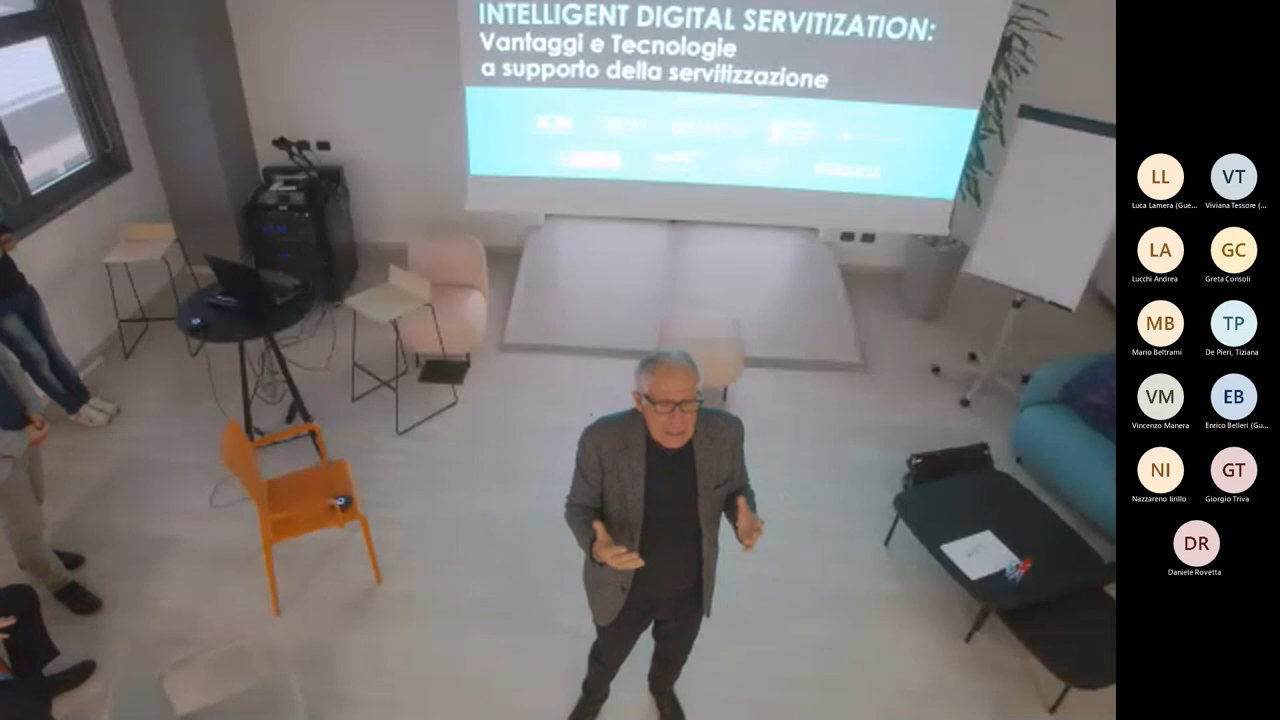 INTELLIGENT DIGITAL SERVITIZATION:
Vantaggi e Tecnologie
a supporto della servitizzazione
LL
VT
Luca Lamera (Gue...
Viviana Tessore (...
LA
GC
Lucchi Andrea
Greta Consoli
MB
TP
Mario Beltrami
De Pieri, Tiziana
VM
EB
Vincenzo Manera
Enrico Belleri (Gu...
NI
GT
Nazzareno Iirillo
Giorgio Triva
DR
Daniele Rovetta